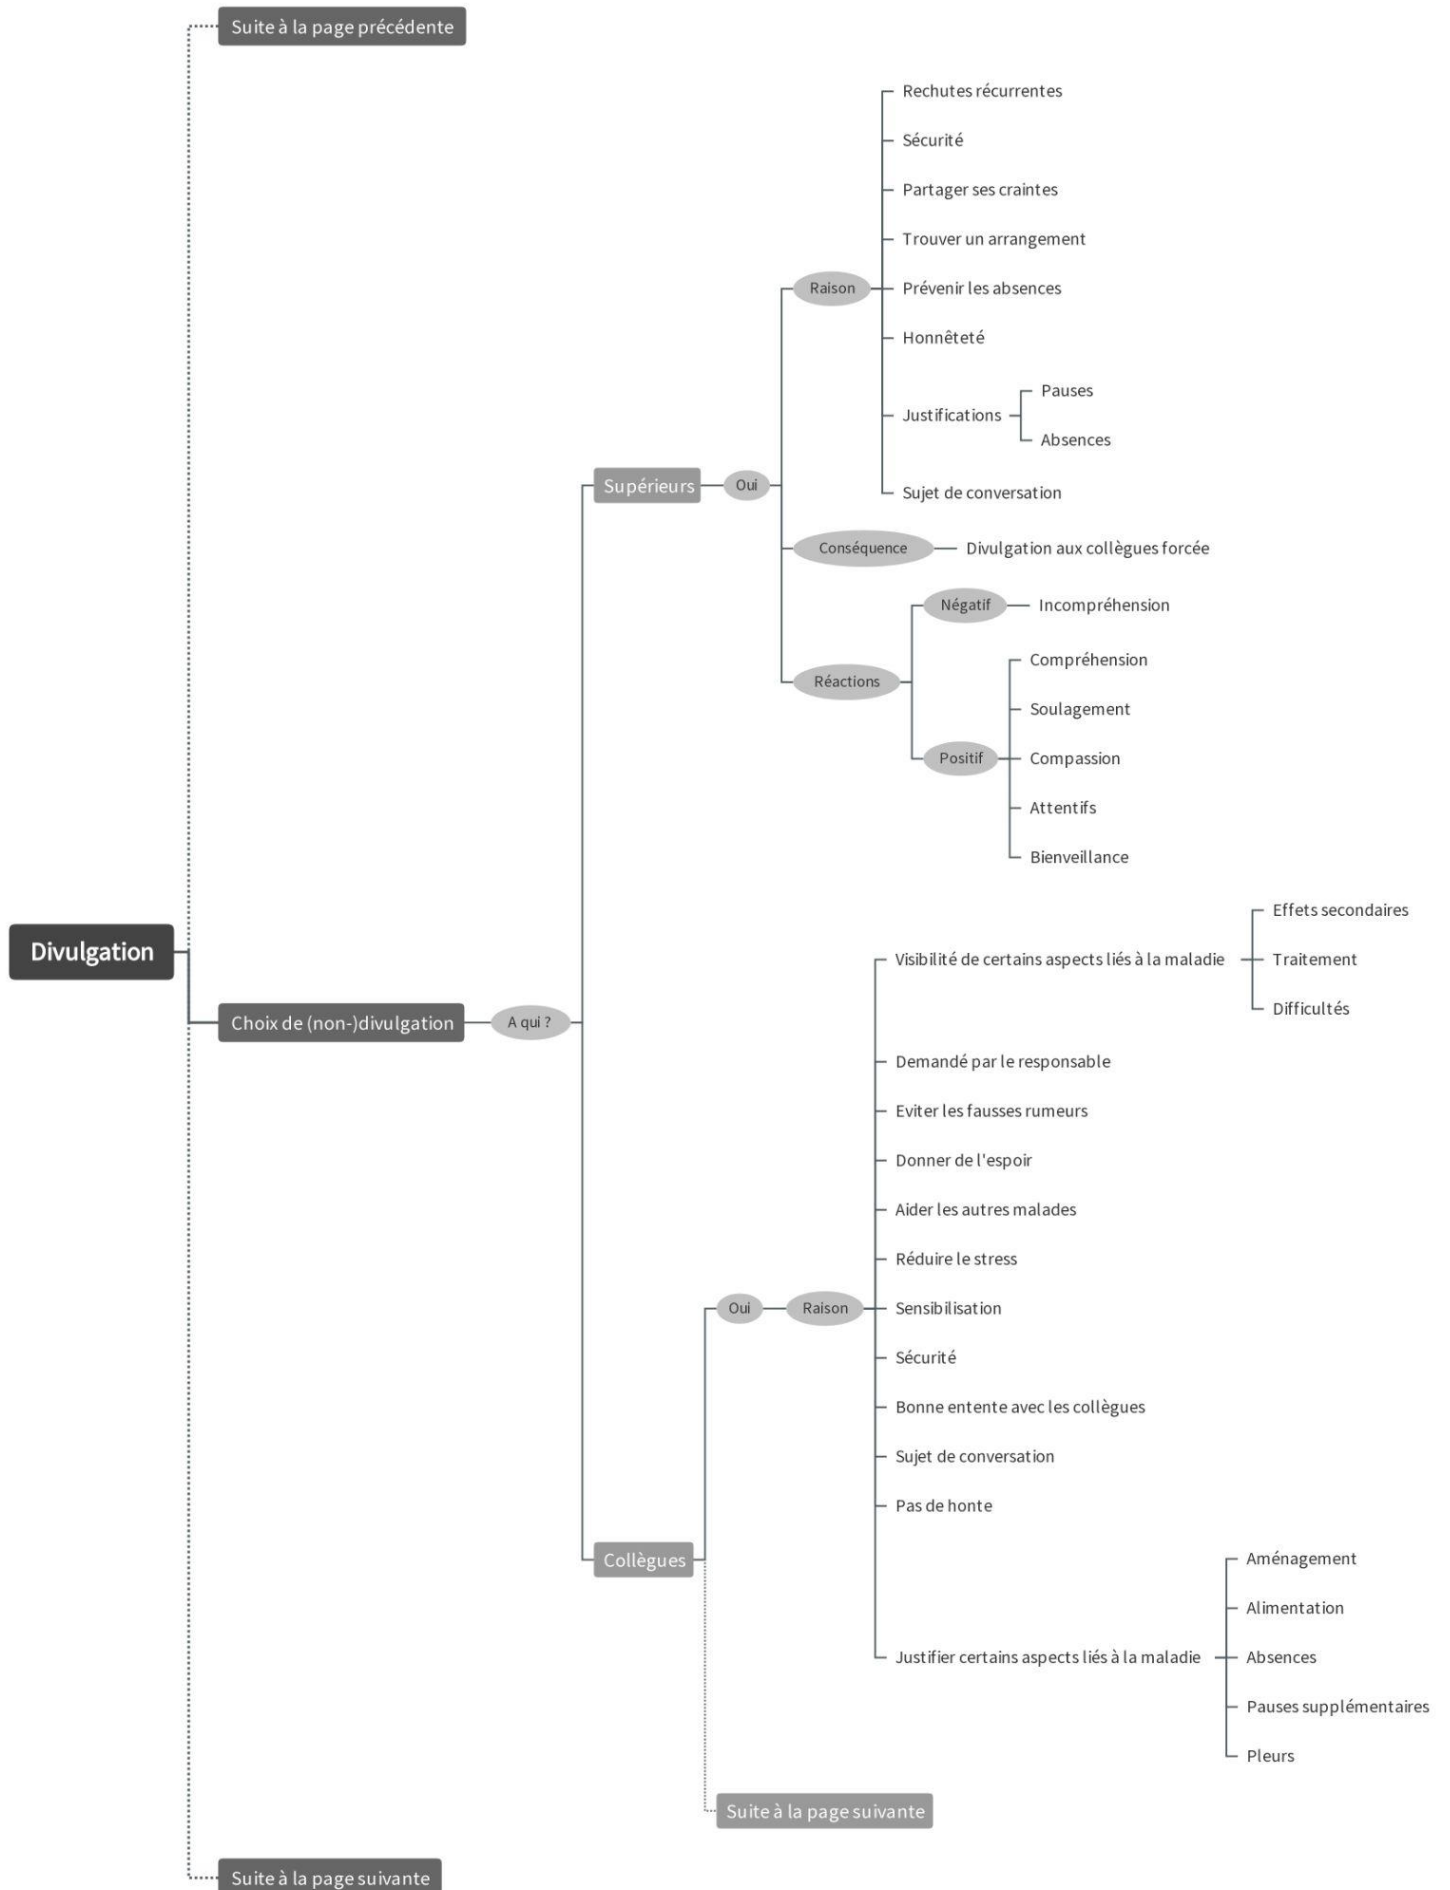 Suite à la page précédente
Rechutes récurrentes
Sécurité
Partager ses craintes
Trouver un arrangement
Raison
Prévenir les absences
Honnêteté
Pauses
Justifications
Absences
Supérieurs
Oui
Sujet de conversation
Conséquence
Divulgation aux collègues forcée
Négatif
Incompréhension
Compréhension
Réactions
Soulagement
Positif
Compassion
Attentifs
Bienveillance
Effets secondaires
Divulgation
Visibilité de certains aspects liés à la maladie
Traitement
Difficultés
Choix de (non-)divulgation
A qui ?
Demandé par le responsable
Eviter les fausses rumeurs
Donner de l'espoir
Aider les autres malades
Réduire le stress
Oui
Raison
Sensibilisation
Sécurité
Bonne entente avec les collègues
Sujet de conversation
Pas de honte
Collègues
Aménagement
Alimentation
Justifier certains aspects liés à la maladie
Absences
Pauses supplémentaires
Pleurs
Suite à la page suivante
Suite à la page suivante